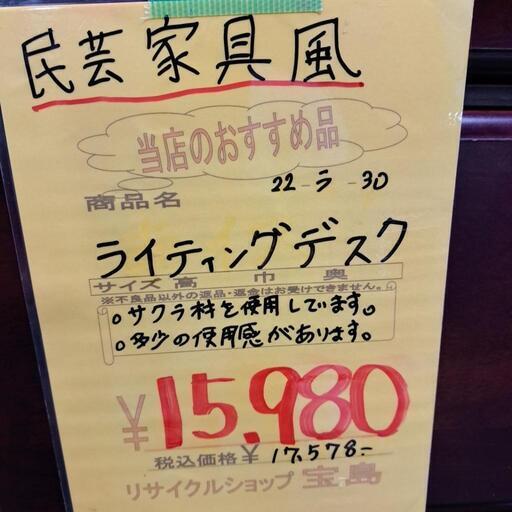 民芸家具風
当店のおすすめ品
22-ラ-30
商品名
ライティングデスク
サイズ高 巾 奥
※不良品以外の返品・返金はお受けできません。
。サクラ材を使用しています。
。多少の使用感があります。
¥15,980
税込価格¥ 17,578-
リサイクルショップ 宝島